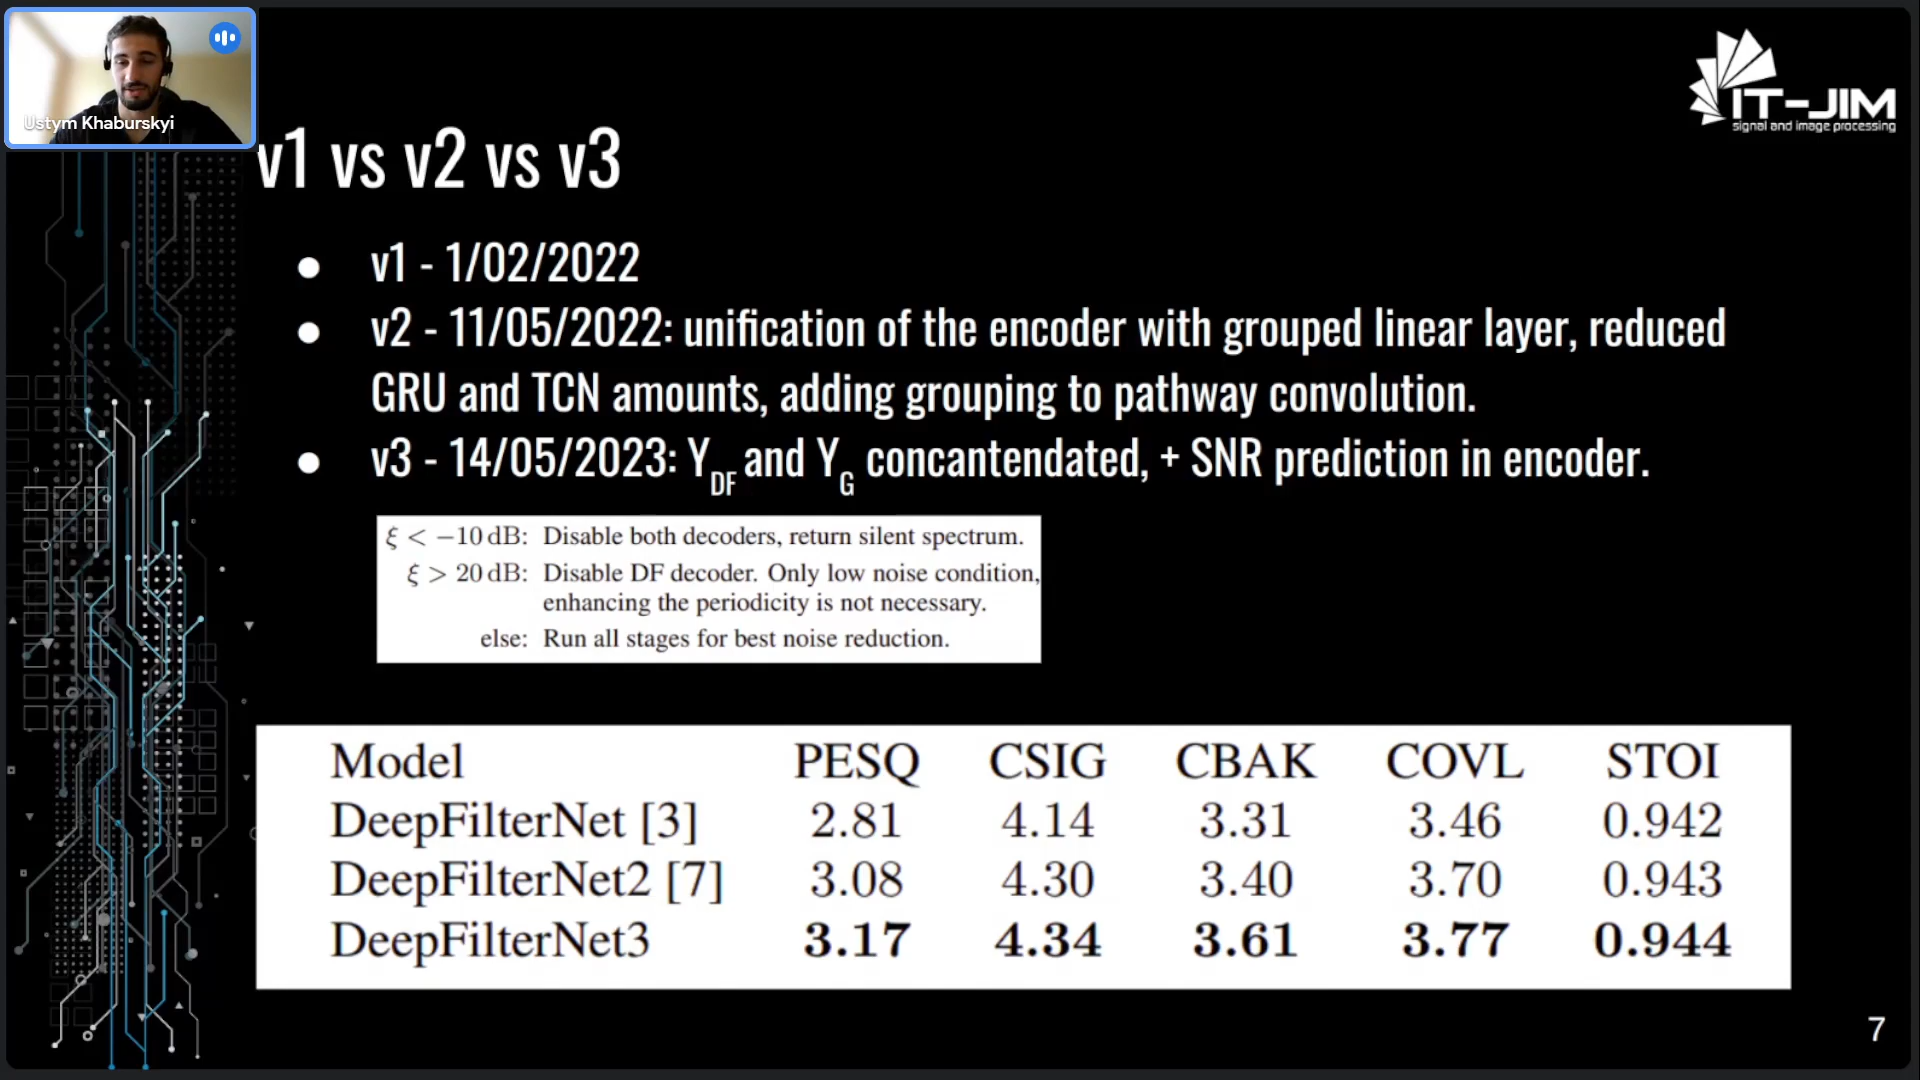 Ustym Khaburskyi
IT-JIM
signal and image processing
v1 vs v2 vs v3
● v1 - 1/02/2022
● v2 - 11/05/2022: unification of the encoder with grouped linear layer, reduced
GRU and TCN amounts, adding grouping to pathway convolution.
● v3 - 14/05/2023: Y_DF and Y_G concantendated, + SNR prediction in encoder.
ξ < −10 dB: Disable both decoders, return silent spectrum.
ξ > 20 dB: Disable DF decoder. Only low noise condition,
enhancing the periodicity is not necessary.
else: Run all stages for best noise reduction.
Model PESQ CSIG CBAK COVL STOI
DeepFilterNet [3] 2.81 4.14 3.31 3.46 0.942
DeepFilterNet2 [7] 3.08 4.30 3.40 3.70 0.943
DeepFilterNet3 3.17 4.34 3.61 3.77 0.944
7